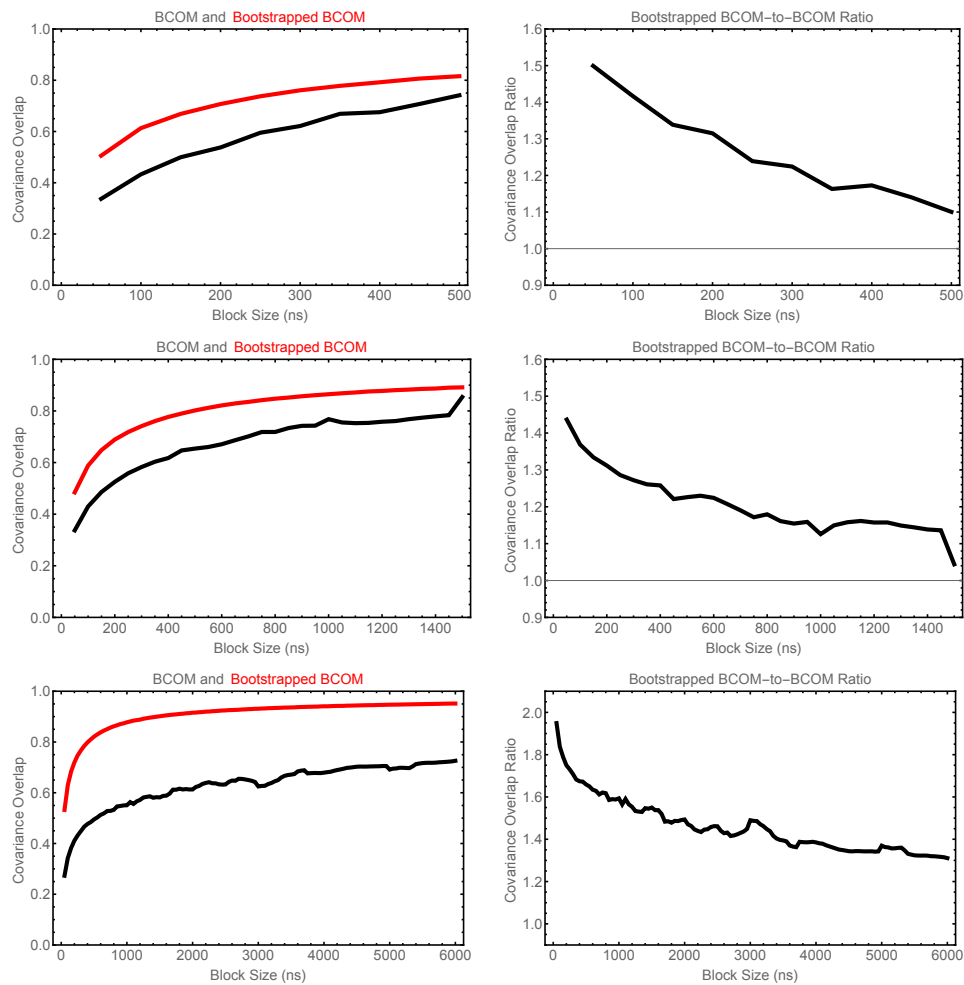 BCOM and Bootstrapped BCOM
1.0
0.8
0.6
0.4
0.2
0.0
Covariance Overlap
0 100 200 300 400 500
Block Size (ns)
Bootstrapped BCOM-to-BCOM Ratio
1.6
1.5
1.4
1.3
1.2
1.1
1.0
0.9
Covariance Overlap Ratio
0 100 200 300 400 500
Block Size (ns)
BCOM and Bootstrapped BCOM
1.0
0.8
0.6
0.4
0.2
0.0
Covariance Overlap
0 200 400 600 800 1000 1200 1400
Block Size (ns)
Bootstrapped BCOM-to-BCOM Ratio
1.6
1.5
1.4
1.3
1.2
1.1
1.0
0.9
Covariance Overlap Ratio
0 200 400 600 800 1000 1200 1400
Block Size (ns)
BCOM and Bootstrapped BCOM
1.0
0.8
0.6
0.4
0.2
0.0
Covariance Overlap
0 1000 2000 3000 4000 5000 6000
Block Size (ns)
Bootstrapped BCOM-to-BCOM Ratio
2.0
1.8
1.6
1.4
1.2
1.0
Covariance Overlap Ratio
0 1000 2000 3000 4000 5000 6000
Block Size (ns)